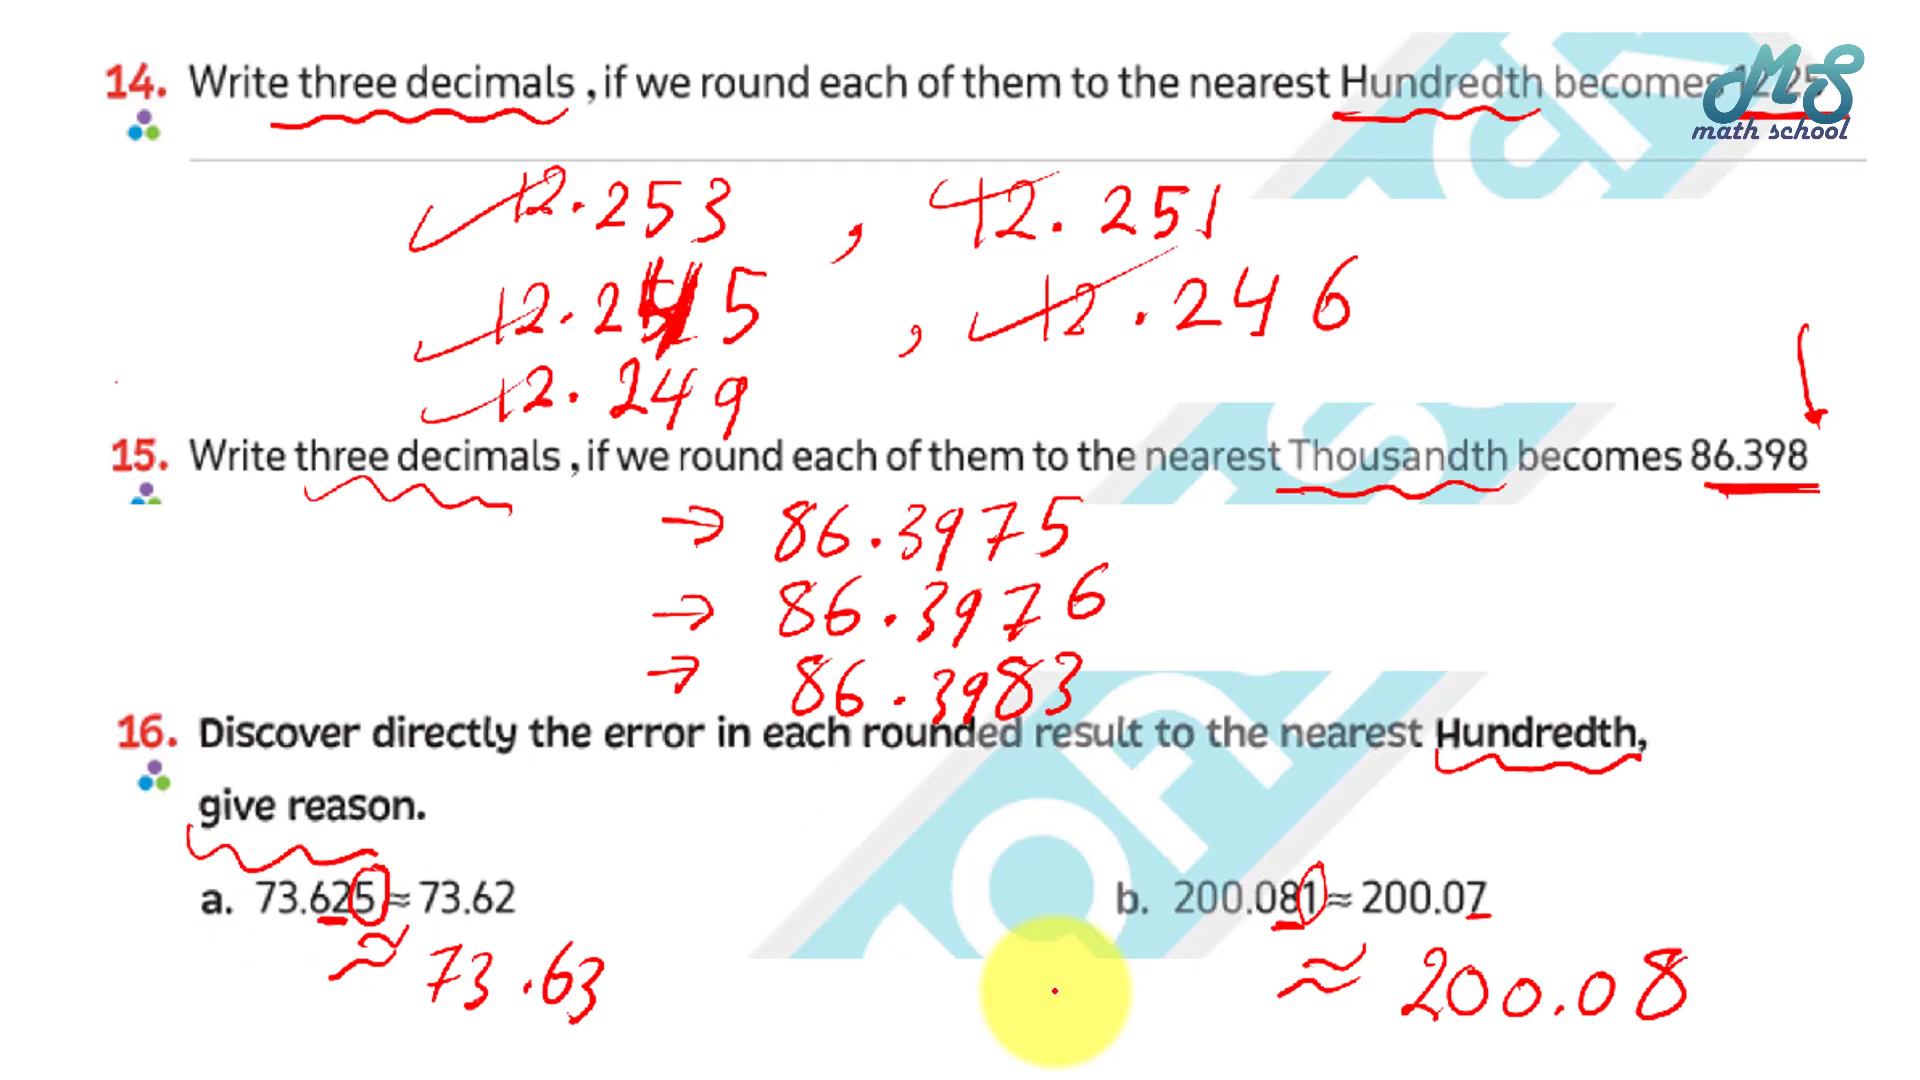 14. Write three decimals , if we round each of them to the nearest Hundredth becomes 12.25
MS
math school
12.253 , 12.251
12.245 , 12.246
12.249
15. Write three decimals , if we round each of them to the nearest Thousandth becomes 86.398
→ 86.3975
→ 86.3976
→ 86.3983
16. Discover directly the error in each rounded result to the nearest Hundredth,
give reason.
a. 73.625 ≈ 73.62
b. 200.081 ≈ 200.07
≈ 73.63
≈ 200.08